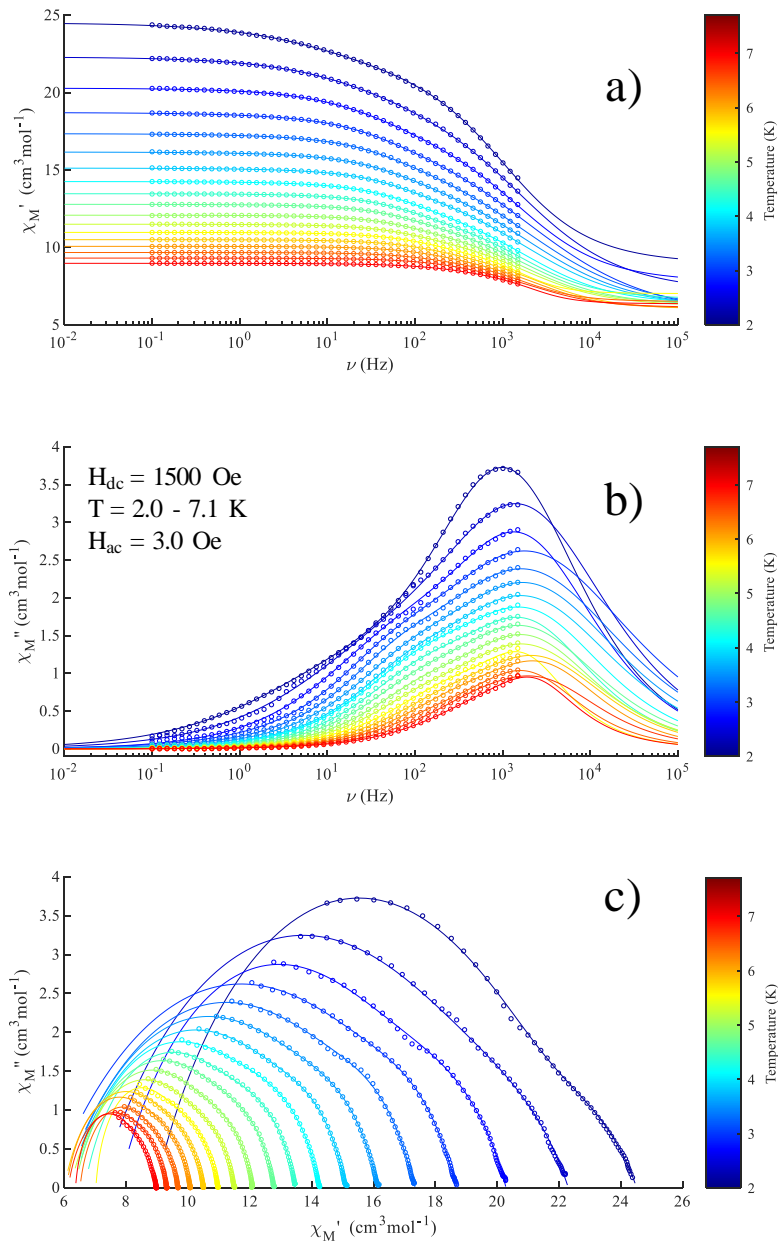 25
20
15
10
5
χM' (cm3mol-1)
10-2 10-1 100 101 102 103 104 105
ν (Hz)
a)
7
6
5
4
3
2
Temperature (K)
4
3.5
3
2.5
2
1.5
1
0.5
0
χM'' (cm3mol-1)
Hdc = 1500 Oe
T = 2.0 - 7.1 K
Hac = 3.0 Oe
10-2 10-1 100 101 102 103 104 105
ν (Hz)
b)
7
6
5
4
3
2
Temperature (K)
4
3.5
3
2.5
2
1.5
1
0.5
0
χM'' (cm3mol-1)
6 8 10 12 14 16 18 20 22 24 26
χM' (cm3mol-1)
c)
7
6
5
4
3
2
Temperature (K)